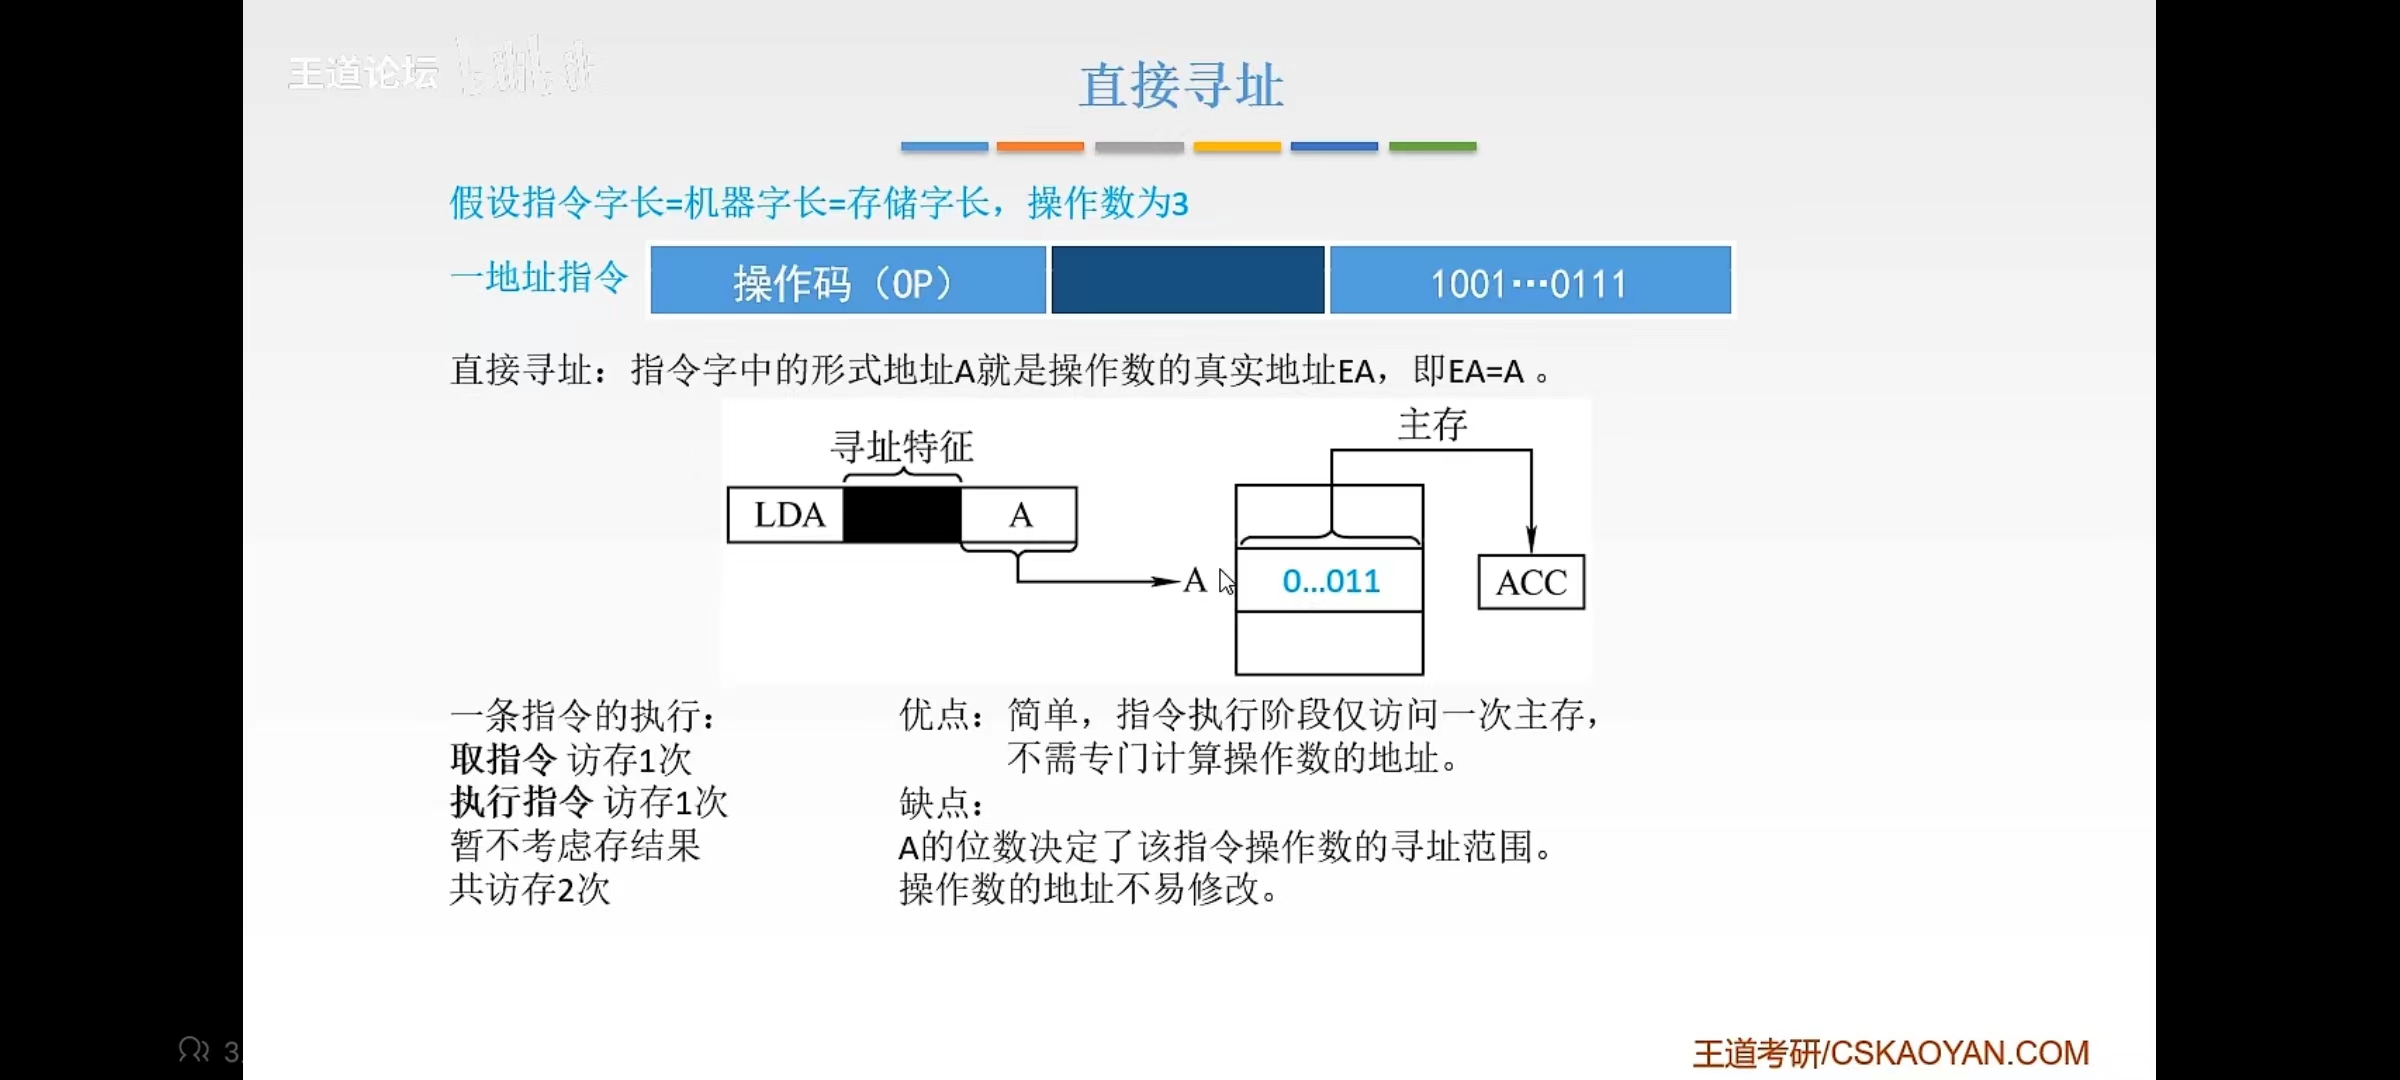 王道论坛
直接寻址
假设指令字长=机器字长=存储字长，操作数为3
一地址指令 操作码（OP） 1001…0111
直接寻址：指令字中的形式地址A就是操作数的真实地址EA，即EA=A 。
主存
寻址特征
LDA A
A 0...011 ACC
一条指令的执行：
取指令 访存1次
执行指令 访存1次
暂不考虑存结果
共访存2次
优点：简单，指令执行阶段仅访问一次主存，
不需专门计算操作数的地址。
缺点：
A的位数决定了该指令操作数的寻址范围。
操作数的地址不易修改。
3
王道考研/CSKAOYAN.COM